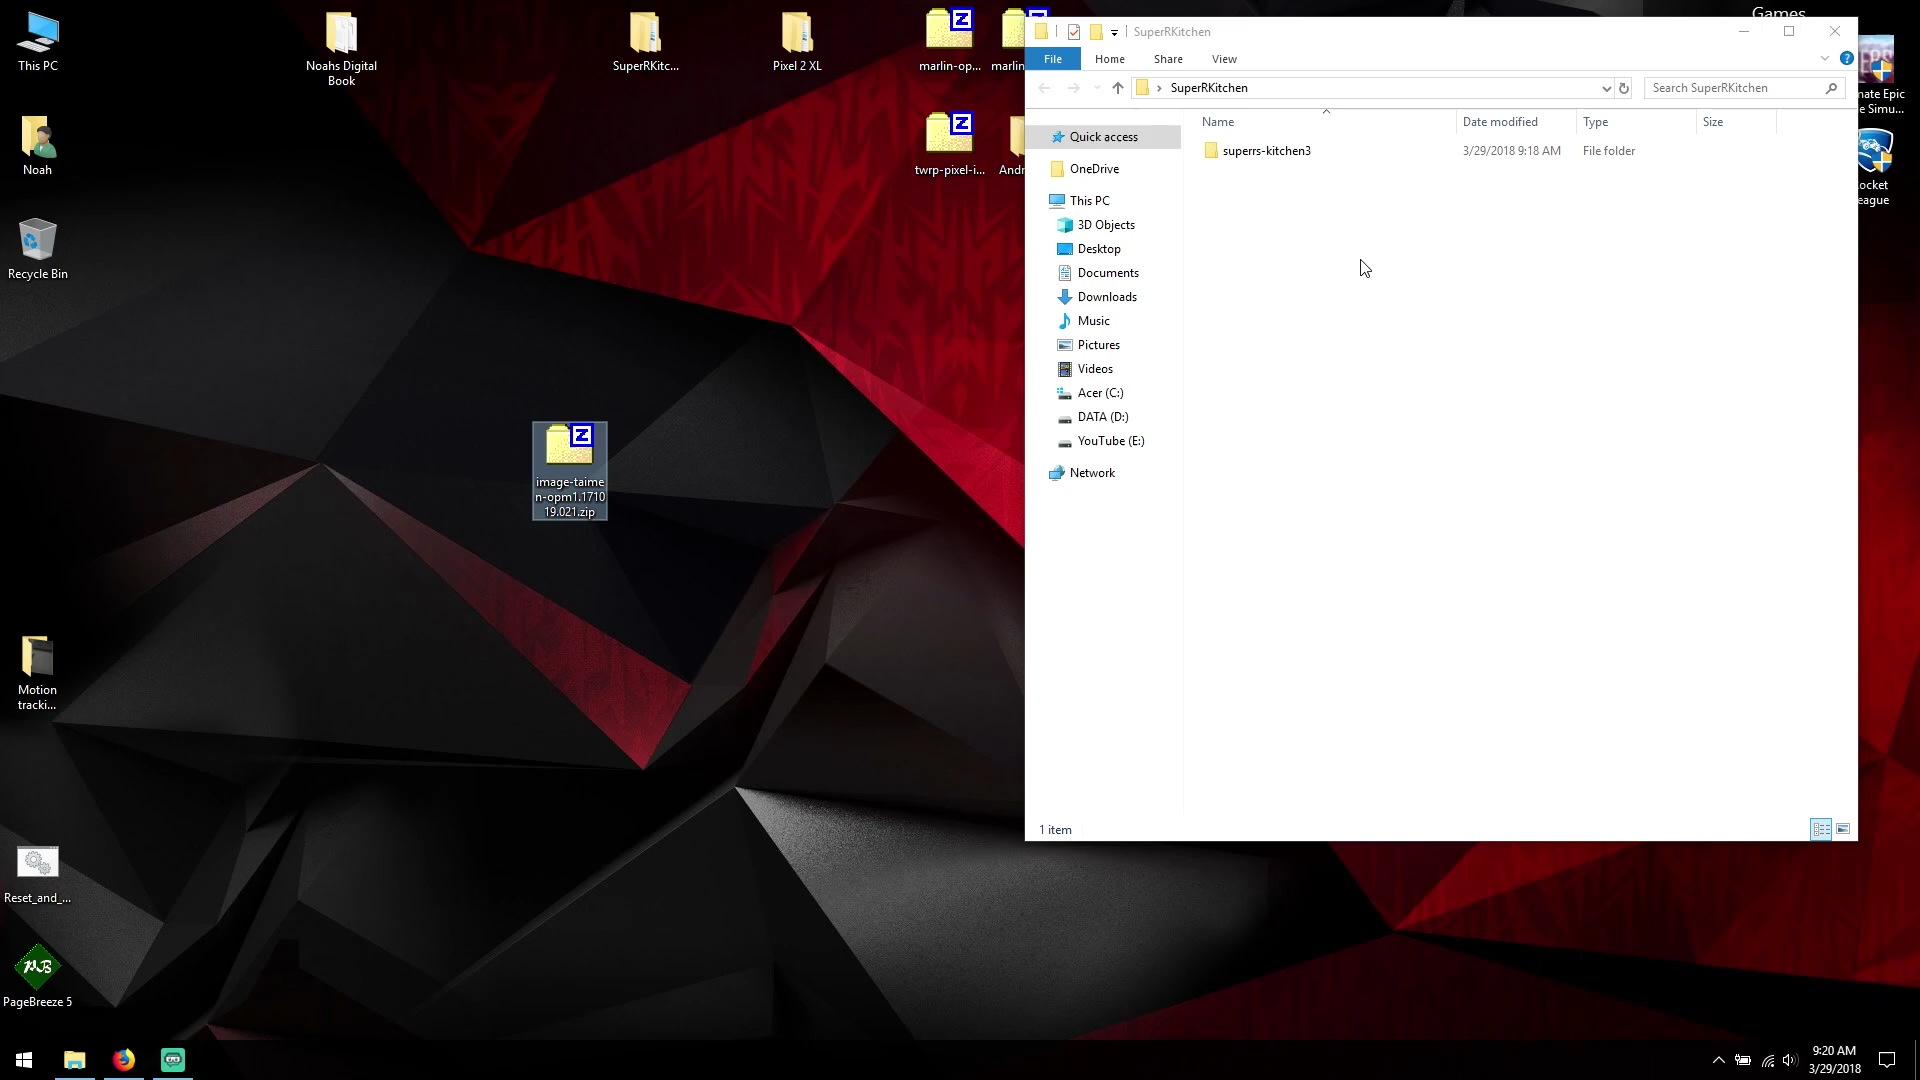 This PC
Noahs Digital
Book
SuperRKitc...
Pixel 2 XL
marlin-op...
marlin
Games
Noah
twrp-pixel-i...
Andr
Recycle Bin
image-taime
n-opm1.1710
19.021.zip
Motion
tracki...
Reset_and_...
PageBreeze 5
SuperRKitchen
File
Home
Share
View
SuperRKitchen
Search SuperRKitchen
Name
Date modified
Type
Size
superrs-kitchen3
3/29/2018 9:18 AM
File folder
Quick access
OneDrive
This PC
3D Objects
Desktop
Documents
Downloads
Music
Pictures
Videos
Acer (C:)
DATA (D:)
YouTube (E:)
Network
1 item
nate Epic
e Simu...
ocket
eague
9:20 AM
3/29/2018